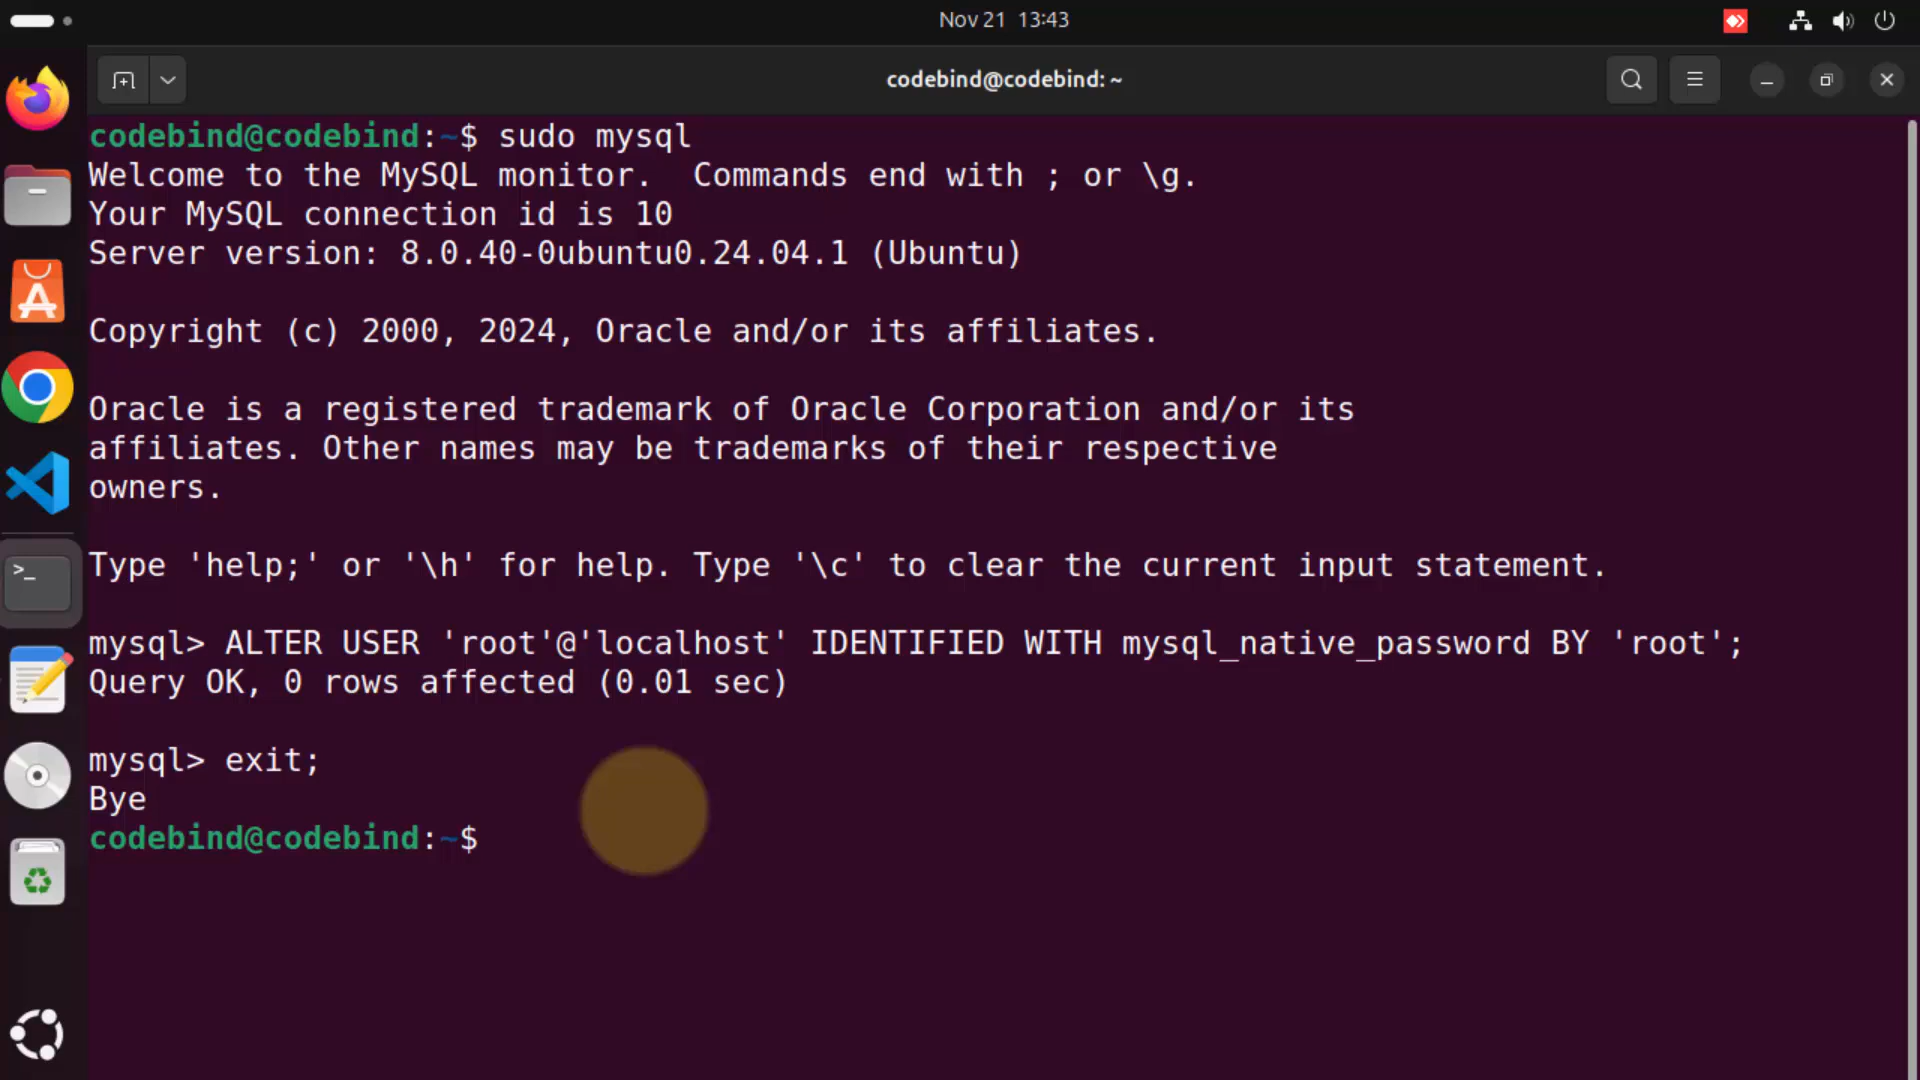 Nov 21  13:43
codebind@codebind: ~
codebind@codebind:~$ sudo mysql
Welcome to the MySQL monitor.  Commands end with ; or \g.
Your MySQL connection id is 10
Server version: 8.0.40-0ubuntu0.24.04.1 (Ubuntu)
Copyright (c) 2000, 2024, Oracle and/or its affiliates.
Oracle is a registered trademark of Oracle Corporation and/or its
affiliates. Other names may be trademarks of their respective
owners.
Type 'help;' or '\h' for help. Type '\c' to clear the current input statement.
mysql> ALTER USER 'root'@'localhost' IDENTIFIED WITH mysql_native_password BY 'root';
Query OK, 0 rows affected (0.01 sec)
mysql> exit;
Bye
codebind@codebind:~$